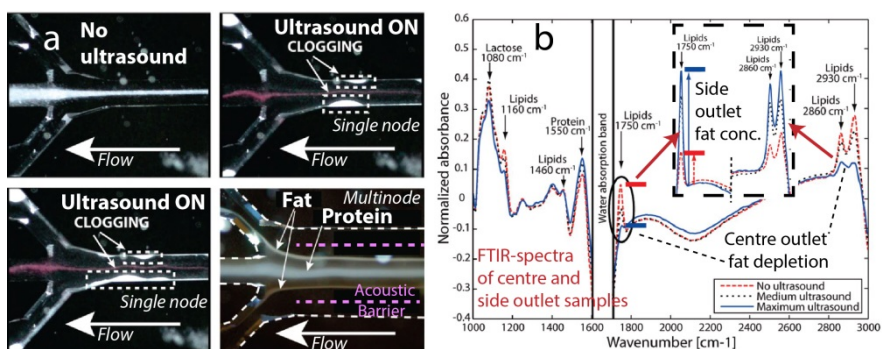 a
No
ultrasound
Flow
Ultrasound ON
CLOGGING
Single node
Flow
Ultrasound ON
CLOGGING
Single node
Flow
Multinode
Fat
Protein
Acoustic
Barrier
Flow
b
Normalized absorbance
0.6
0.5
0.4
0.3
0.2
0.1
0
-0.1
-0.2
-0.3
-0.4
Lactose
1080 cm-1
Lipids
1160 cm-1
Protein
1550 cm-1
Lipids
1460 cm-1
Water absorption band
Lipids
1750 cm-1
Lipids
1750 cm-1
Lipids
2930 cm-1
2860 cm-1
Side
outlet
fat conc.
Lipids
2930 cm-1
Lipids
2860 cm-1
FTIR-spectra
of centre and
side outlet samples
Centre outlet
fat depletion
No ultrasound
Medium ultrasound
Maximum ultrasound
1000 1200 1400 1600 1800 2000 2200 2400 2600 2800 3000
Wavenumber [cm-1]